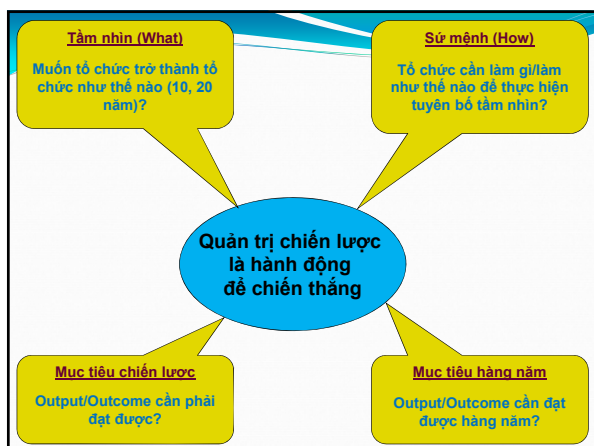 Tầm nhìn (What)
Muốn tổ chức trở thành tổ
chức như thế nào (10, 20
năm)?
Sứ mệnh (How)
Tổ chức cần làm gì/làm
như thế nào để thực hiện
tuyên bố tầm nhìn?
Quản trị chiến lược
là hành động
để chiến thắng
Mục tiêu chiến lược
Output/Outcome cần phải
đạt được?
Mục tiêu hàng năm
Output/Outcome cần đạt
được hàng năm?